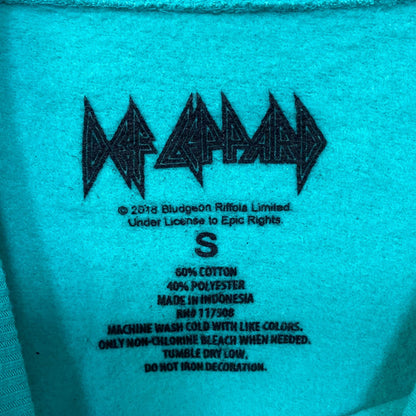 DEF LEPPARD
© 2018 Bludgeon Riffola Limited.
Under License to Epic Rights.
S
60% COTTON
40% POLYESTER
MADE IN INDONESIA
RN# 117508
MACHINE WASH COLD WITH LIKE COLORS.
ONLY NON-CHLORINE BLEACH WHEN NEEDED.
TUMBLE DRY LOW.
DO NOT IRON DECORATION.